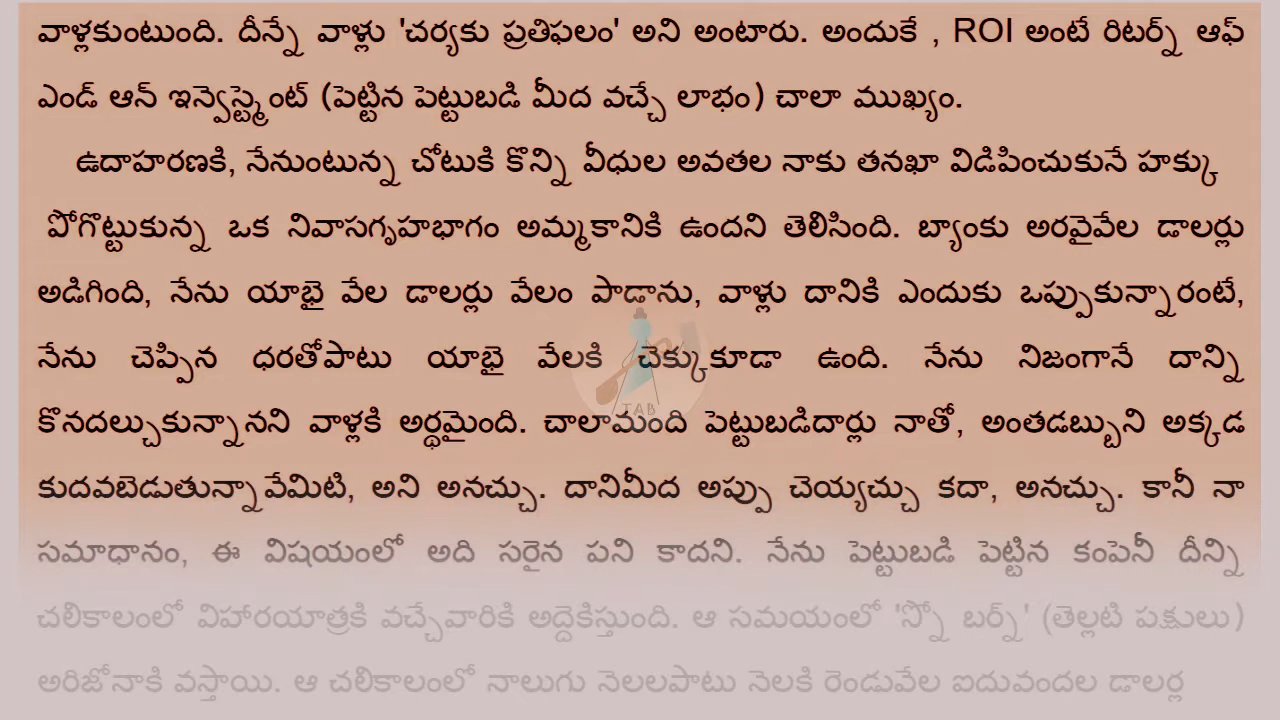 వాళ్లకుంటుంది. దీన్నే వాళ్లు 'చర్యకు ప్రతిఫలం' అని అంటారు. అందుకే , ROI అంటే రిటర్న్ ఆఫ్
ఎండ్ ఆన్ ఇన్వెస్ట్మెంట్ (పెట్టిన పెట్టుబడి మీద వచ్చే లాభం) చాలా ముఖ్యం.
ఉదాహరణకి, నేనుంటున్న చోటుకి కొన్ని వీధుల అవతల నాకు తనఖా విడిపించుకునే హక్కు
పోగొట్టుకున్న ఒక నివాసగృహభాగం అమ్మకానికి ఉందని తెలిసింది. బ్యాంకు అరవైవేల డాలర్లు
అడిగింది, నేను యాభై వేల డాలర్లు వేలం పాడాను, వాళ్లు దానికి ఎందుకు ఒప్పుకున్నారంటే,
నేను చెప్పిన ధరతోపాటు యాభై వేలకి చెక్కుకూడా ఉంది. నేను నిజంగానే దాన్ని
కొనదల్చుకున్నానని వాళ్లకి అర్థమైంది. చాలామంది పెట్టుబడిదార్లు నాతో, అంతడబ్బుని అక్కడ
కుదవబెడుతున్నావేమిటి, అని అనచ్చు. దానిమీద అప్పు చెయ్యచ్చు కదా, అనచ్చు. కానీ నా
సమాధానం, ఈ విషయంలో అది సరైన పని కాదని. నేను పెట్టుబడి పెట్టిన కంపెనీ దీన్ని
చలికాలంలో విహారయాత్రకి వచ్చేవారికి అద్దెకిస్తుంది. ఆ సమయంలో 'స్నో బర్న్' (తెల్లటి పక్షులు)
అరిజోనాకి వస్తాయి. ఆ చలికాలంలో నాలుగు నెలలపాటు నెలకి రెండువేల ఐదువందల డాలర్ల
TAB